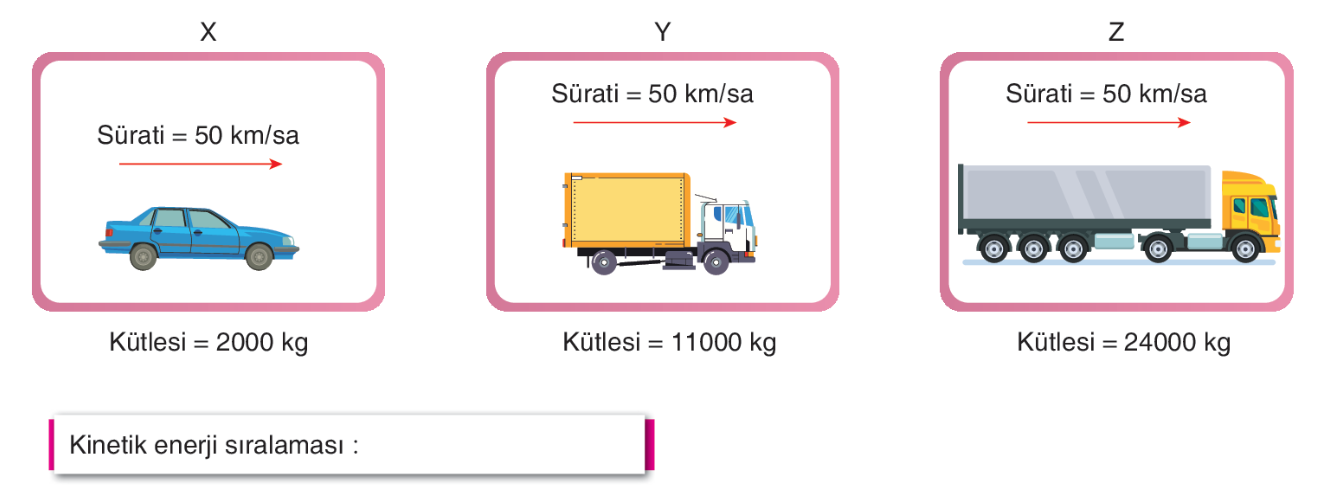 X
Y
Z
Sürati = 50 km/sa
Sürati = 50 km/sa
Sürati = 50 km/sa
Kütlesi = 2000 kg
Kütlesi = 11000 kg
Kütlesi = 24000 kg
Kinetik enerji sıralaması :